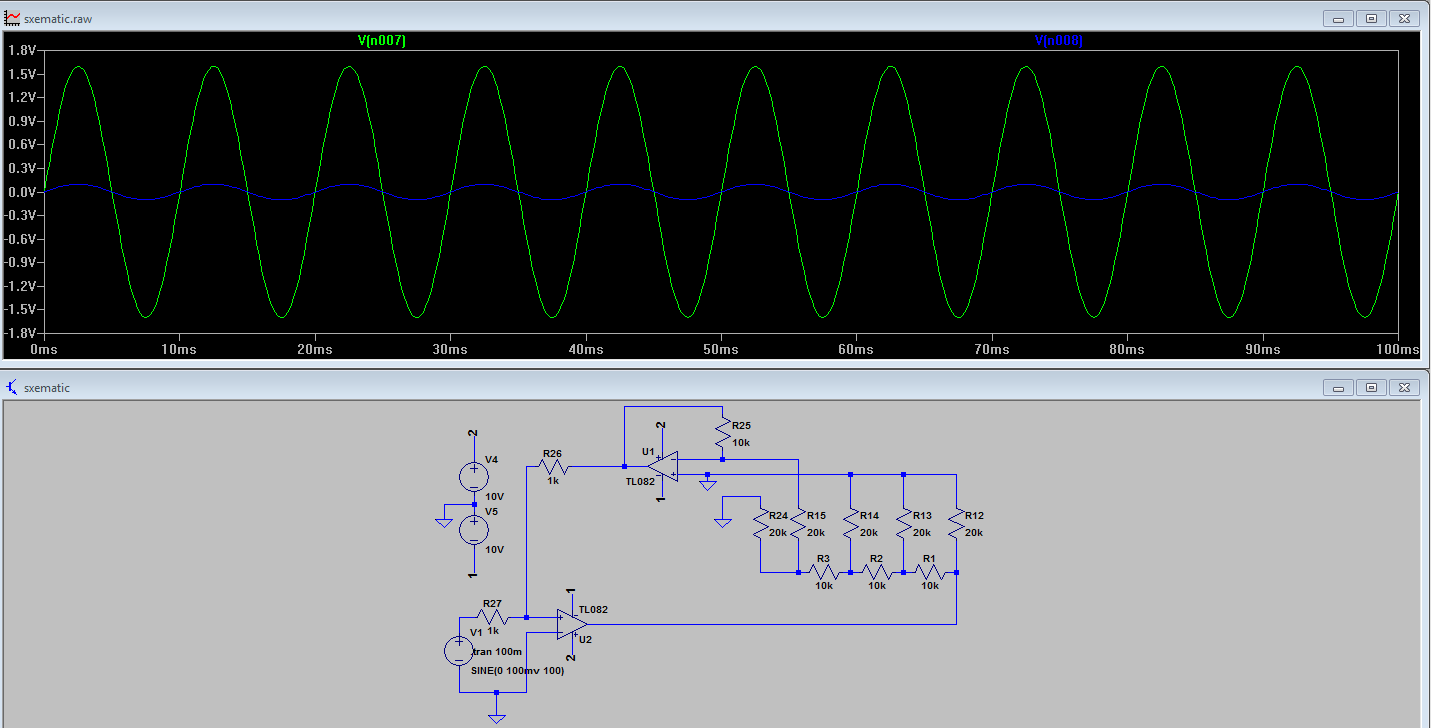 sxematic.raw
V(n007) V(n008)
1.8V
1.5V
1.2V
0.9V
0.6V
0.3V
0.0V
-0.3V
-0.6V
-0.9V
-1.2V
-1.5V
-1.8V
0ms 10ms 20ms 30ms 40ms 50ms 60ms 70ms 80ms 90ms 100ms
sxematic
2
V4
10V
V5
10V
1
R26
1k
2
U1
TL082
1
R25
10k
R24
20k
R15
20k
R14
20k
R13
20k
R12
20k
R3
10k
R2
10k
R1
10k
R27
1k
V1
.tran 100m
SINE(0 100mv 100)
1
TL082
U2
2